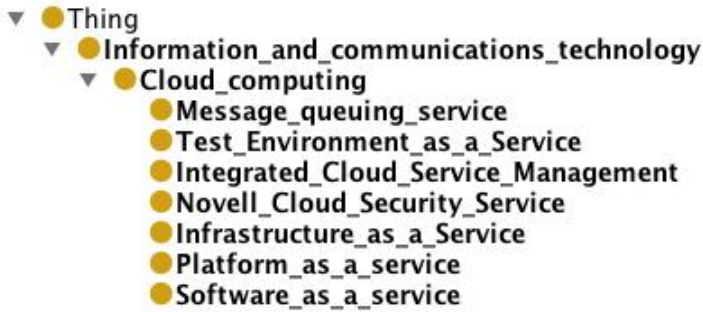 Thing
Information_and_communications_technology
Cloud_computing
Message_queuing_service
Test_Environment_as_a_Service
Integrated_Cloud_Service_Management
Novell_Cloud_Security_Service
Infrastructure_as_a_Service
Platform_as_a_service
Software_as_a_service